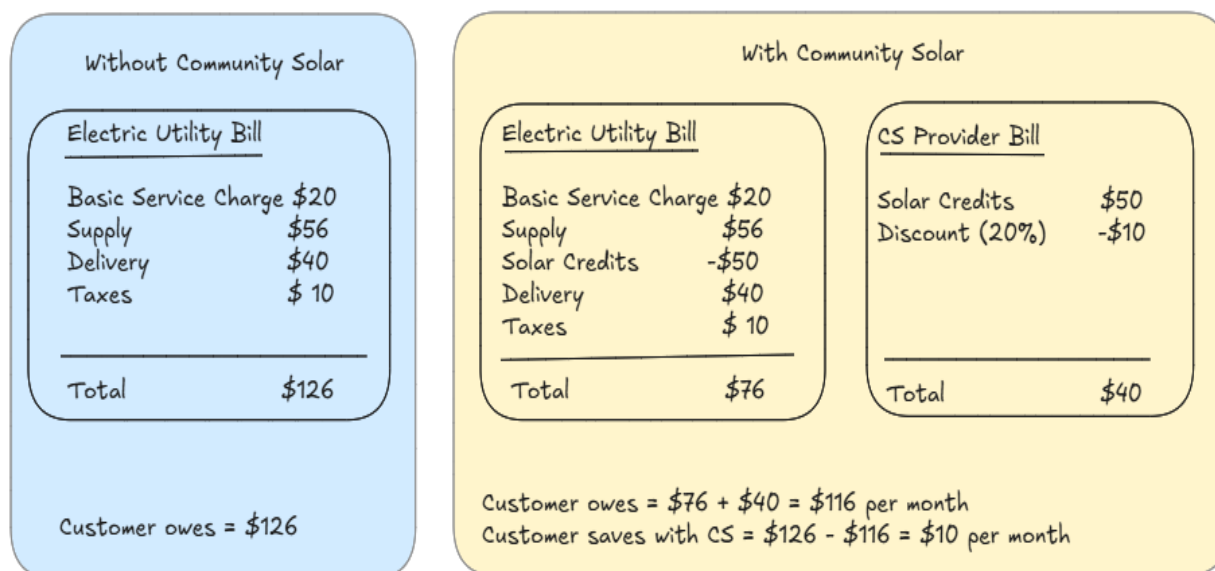 Without Community Solar
Electric Utility Bill
Basic Service Charge $20
Supply $56
Delivery $40
Taxes $ 10
Total $126
Customer owes = $126
With Community Solar
Electric Utility Bill
Basic Service Charge $20
Supply $56
Solar Credits -$50
Delivery $40
Taxes $ 10
Total $76
CS Provider Bill
Solar Credits $50
Discount (20%) -$10
Total $40
Customer owes = $76 + $40 = $116 per month
Customer saves with CS = $126 - $116 = $10 per month